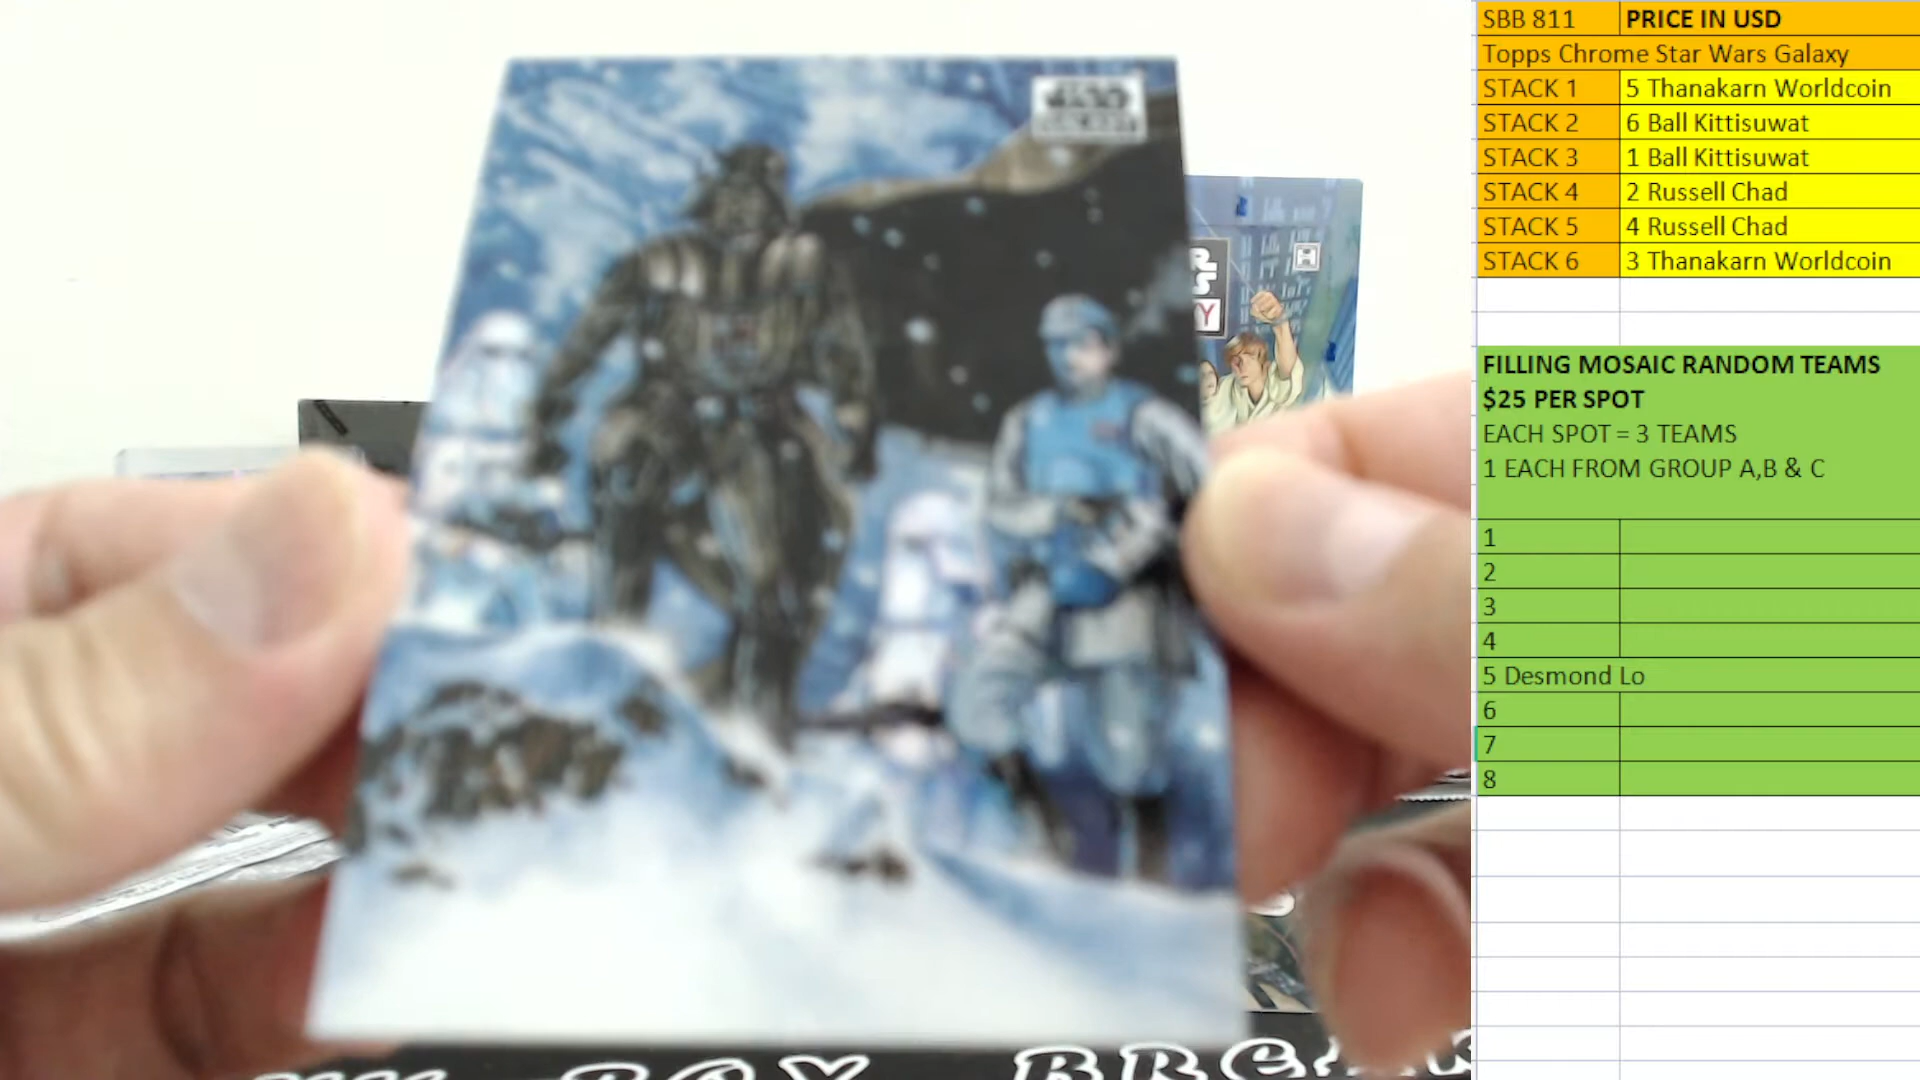 SBB 811 PRICE IN USD
Topps Chrome Star Wars Galaxy
STACK 1 5 Thanakarn Worldcoin
STACK 2 6 Ball Kittisuwat
STACK 3 1 Ball Kittisuwat
STACK 4 2 Russell Chad
STACK 5 4 Russell Chad
STACK 6 3 Thanakarn Worldcoin
FILLING MOSAIC RANDOM TEAMS
$25 PER SPOT
EACH SPOT = 3 TEAMS
1 EACH FROM GROUP A,B & C
1
2
3
4
5 Desmond Lo
6
7
8
BOX BREAK